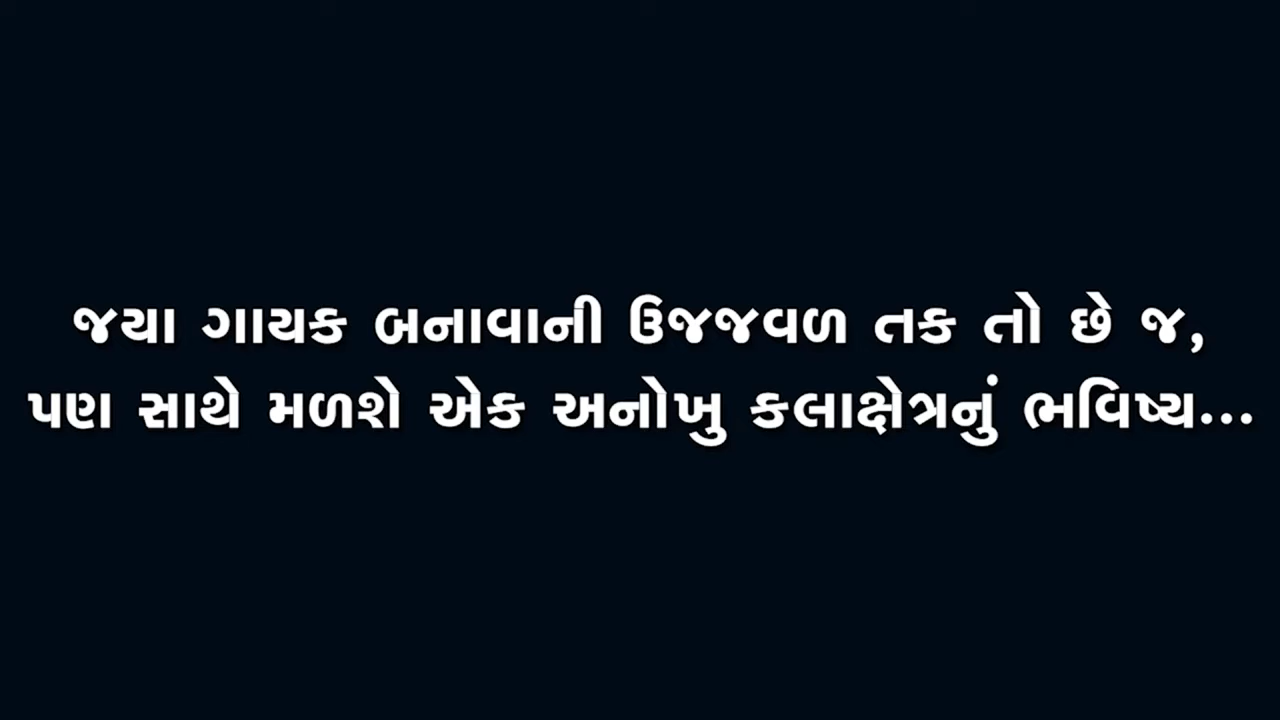 જયા ગાયક બનાવાની ઉજજવળ તક તો છે જ,
પણ સાથે મળશે એક અનોખુ કલાક્ષેત્રનું ભવિષ્ય...